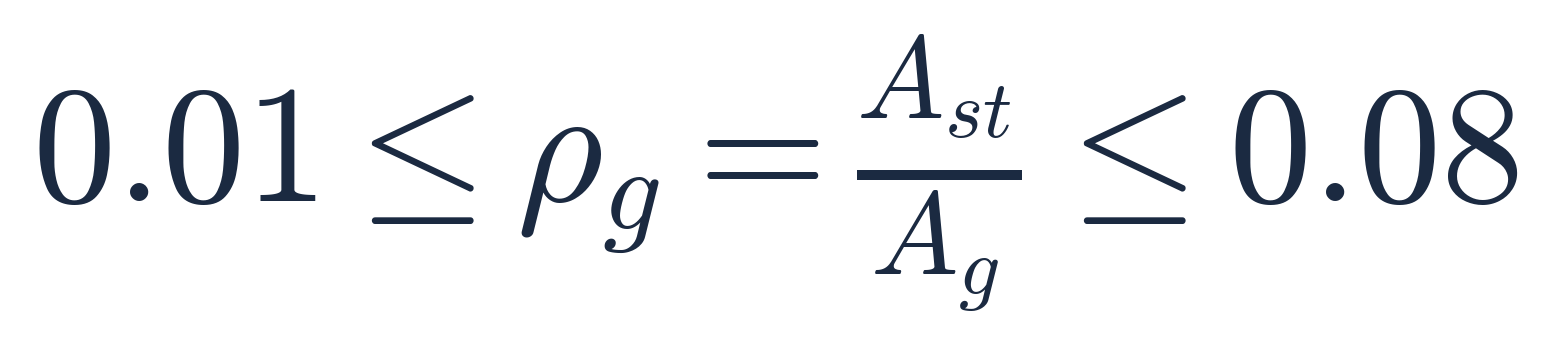 0.01 ≤ ρ_g = A_st / A_g ≤ 0.08